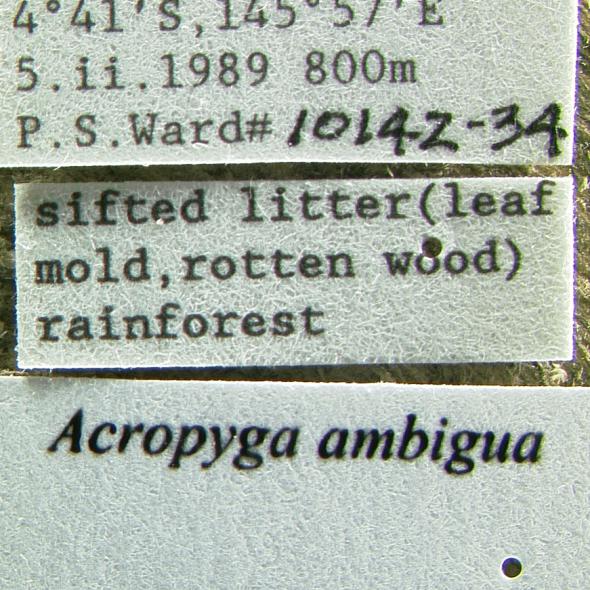 4°41'S,145°57'E
5.ii.1989 800m
P.S.Ward# 10142-34
sifted litter(leaf
mold,rotten wood)
rainforest
Acropyga ambigua